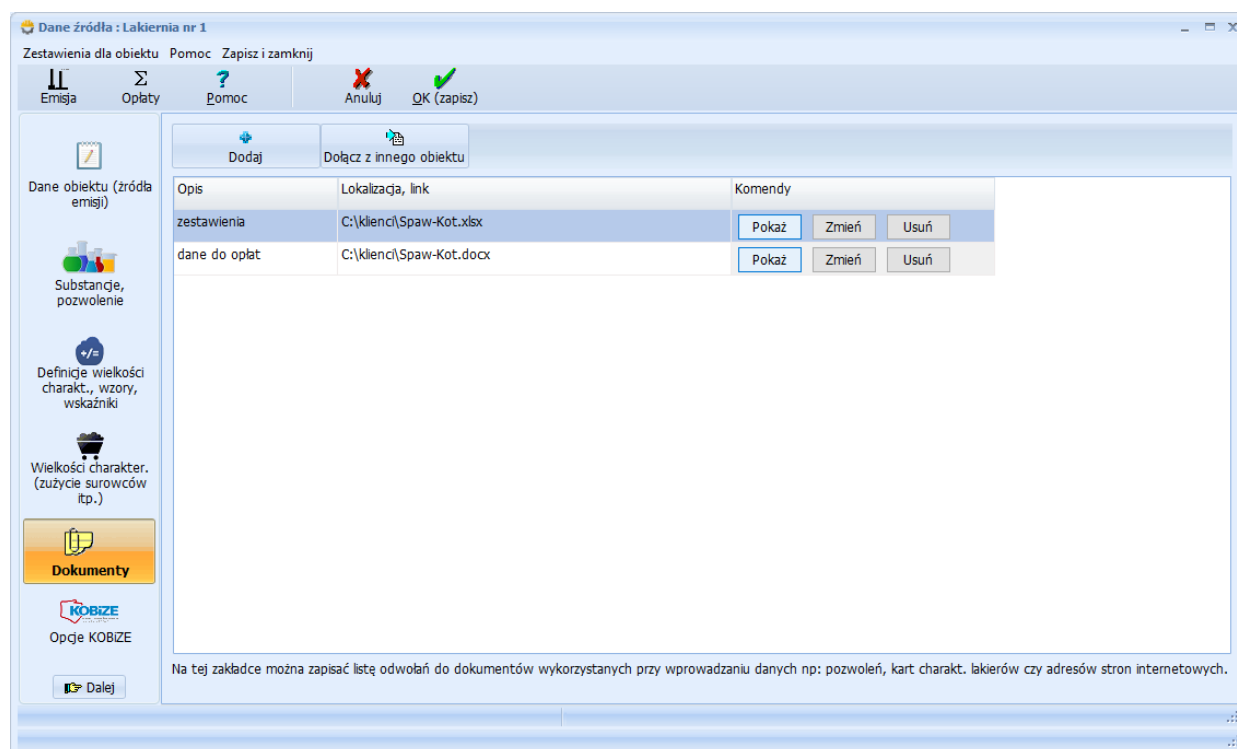 Dane źródła : Lakiernia nr 1
Zestawienia dla obiektu Pomoc Zapisz i zamknij
Emisja Opłaty Pomoc Anuluj OK (zapisz)
Dodaj Dołącz z innego obiektu
Dane obiektu (źródła
emisji)
Substancje,
pozwolenie
+/=
Definicje wielkości
charakt., wzory,
wskaźniki
Wielkości charakter.
(zużycie surowców
itp.)
Dokumenty
KOBiZE
Opcje KOBiZE
Dalej
Opis Lokalizacja, link Komendy
zestawienia C:\klienci\Spaw-Kot.xlsx Pokaż Zmień Usuń
dane do opłat C:\klienci\Spaw-Kot.docx Pokaż Zmień Usuń
Na tej zakładce można zapisać listę odwołań do dokumentów wykorzystanych przy wprowadzaniu danych np: pozwoleń, kart charakt. lakierów czy adresów stron internetowych.